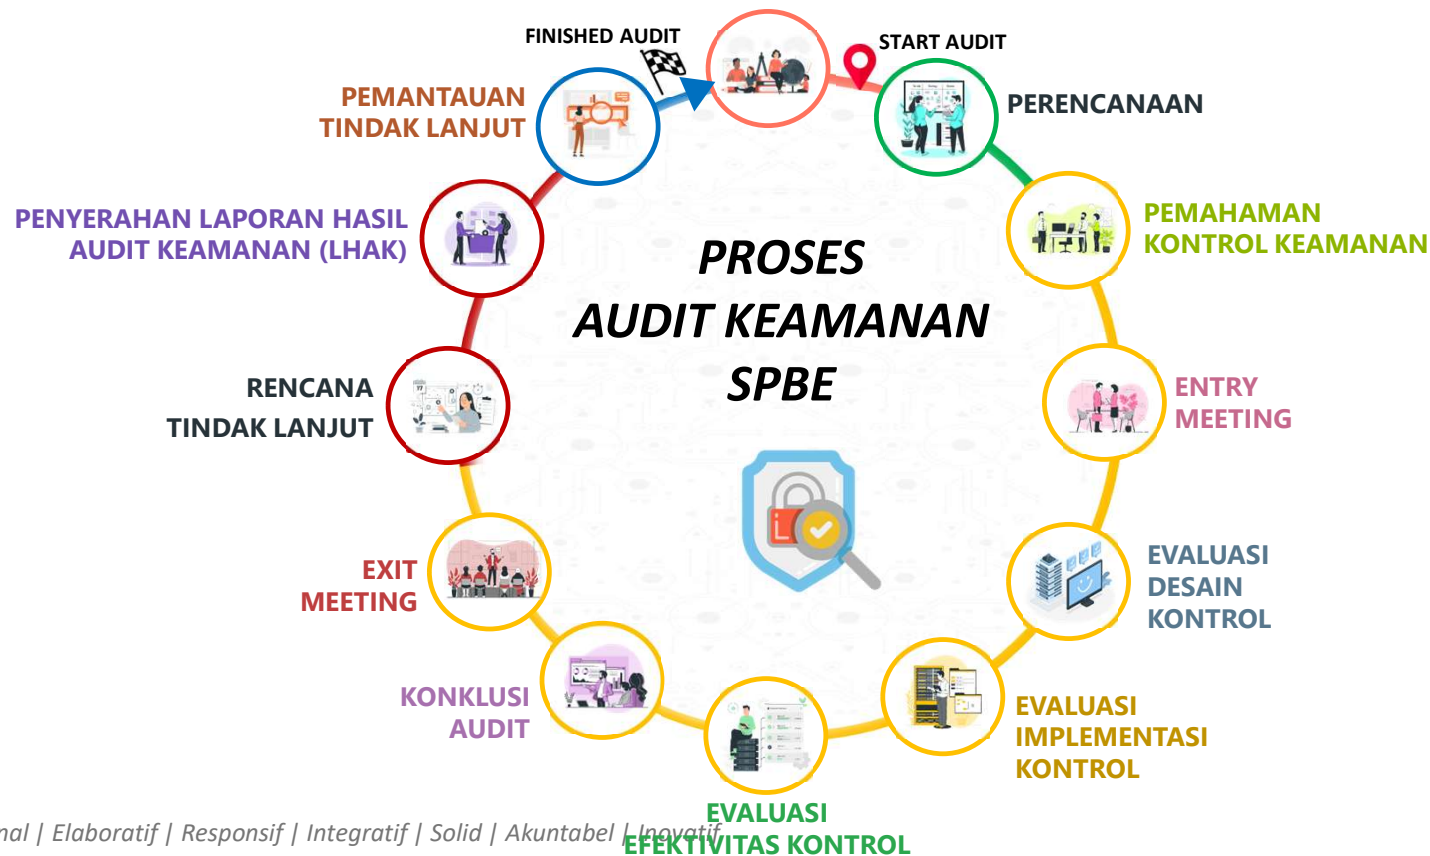 FINISHED AUDIT
START AUDIT
PERENCANAAN
PEMAHAMAN
KONTROL KEAMANAN
ENTRY
MEETING
EVALUASI
DESAIN
KONTROL
EVALUASI
IMPLEMENTASI
KONTROL
EVALUASI
EFEKTIVITAS KONTROL
KONKLUSI
AUDIT
EXIT
MEETING
RENCANA
TINDAK LANJUT
PENYERAHAN LAPORAN HASIL
AUDIT KEAMANAN (LHAK)
PEMANTAUAN
TINDAK LANJUT
PROSES
AUDIT KEAMANAN
SPBE
nal | Elaboratif | Responsif | Integratif | Solid | Akuntabel | Inovatif